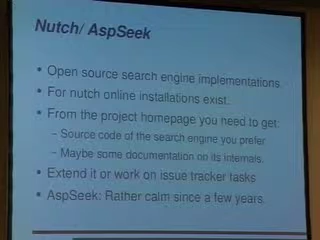 Nutch/ AspSeek
• Open source search engine implementations.
• For nutch online installations exist.
• From the project homepage you need to get:
– Source code of the search engine you prefer
– Maybe some documentation on its internals.
• Extend it or work on issue tracker tasks
• AspSeek: Rather calm since a few years.